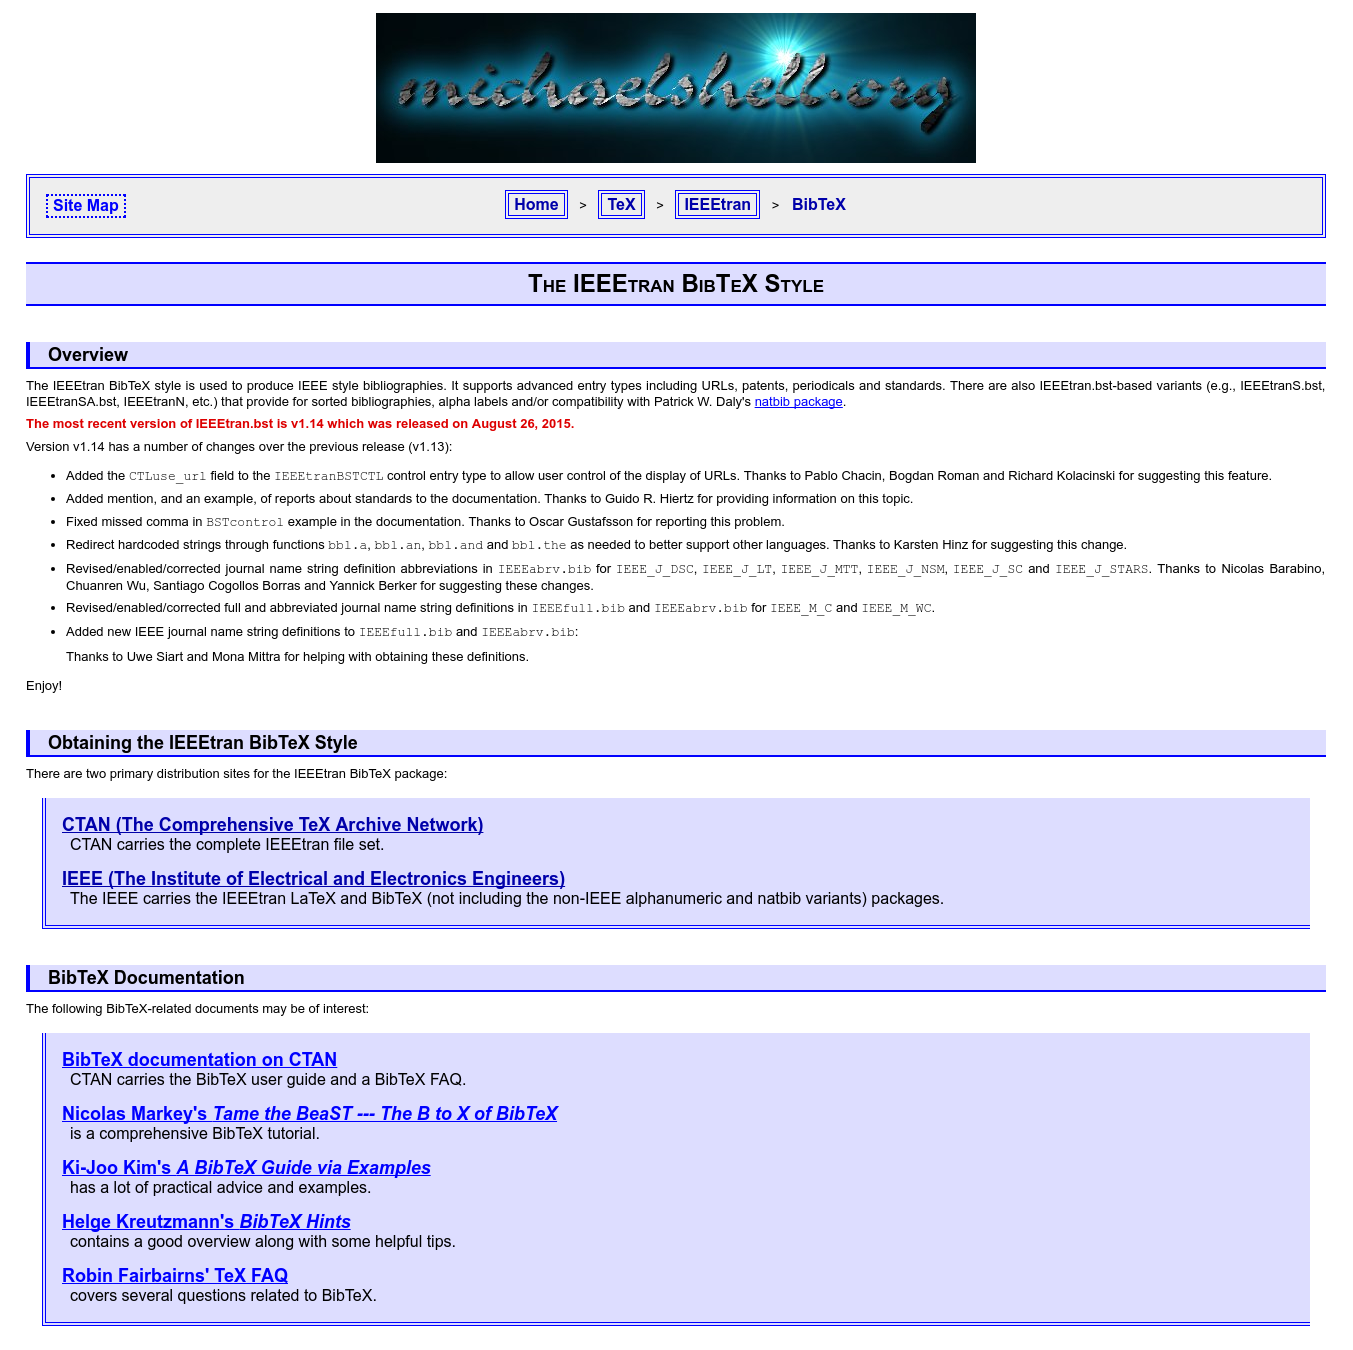 michaelshell.org
Site Map
Home > TeX > IEEEtran > BibTeX
The IEEEtran BibTeX Style
Overview
The IEEEtran BibTeX style is used to produce IEEE style bibliographies. It supports advanced entry types including URLs, patents, periodicals and standards. There are also IEEEtran.bst-based variants (e.g., IEEEtranS.bst,
IEEEtranSA.bst, IEEEtranN, etc.) that provide for sorted bibliographies, alpha labels and/or compatibility with Patrick W. Daly's natbib package.
The most recent version of IEEEtran.bst is v1.14 which was released on August 26, 2015.
Version v1.14 has a number of changes over the previous release (v1.13):
• Added the CTLuse_url field to the IEEEtranBSTCTL control entry type to allow user control of the display of URLs. Thanks to Pablo Chacin, Bogdan Roman and Richard Kolacinski for suggesting this feature.
• Added mention, and an example, of reports about standards to the documentation. Thanks to Guido R. Hiertz for providing information on this topic.
• Fixed missed comma in BSTcontrol example in the documentation. Thanks to Oscar Gustafsson for reporting this problem.
• Redirect hardcoded strings through functions bbl.a, bbl.an, bbl.and and bbl.the as needed to better support other languages. Thanks to Karsten Hinz for suggesting this change.
• Revised/enabled/corrected journal name string definition abbreviations in IEEEabrv.bib for IEEE_J_DSC, IEEE_J_LT, IEEE_J_MTT, IEEE_J_NSM, IEEE_J_SC and IEEE_J_STARS. Thanks to Nicolas Barabino,
Chuanren Wu, Santiago Cogollos Borras and Yannick Berker for suggesting these changes.
• Revised/enabled/corrected full and abbreviated journal name string definitions in IEEEfull.bib and IEEEabrv.bib for IEEE_M_C and IEEE_M_WC.
• Added new IEEE journal name string definitions to IEEEfull.bib and IEEEabrv.bib:
Thanks to Uwe Siart and Mona Mittra for helping with obtaining these definitions.
Enjoy!
Obtaining the IEEEtran BibTeX Style
There are two primary distribution sites for the IEEEtran BibTeX package:
CTAN (The Comprehensive TeX Archive Network)
CTAN carries the complete IEEEtran file set.
IEEE (The Institute of Electrical and Electronics Engineers)
The IEEE carries the IEEEtran LaTeX and BibTeX (not including the non-IEEE alphanumeric and natbib variants) packages.
BibTeX Documentation
The following BibTeX-related documents may be of interest:
BibTeX documentation on CTAN
CTAN carries the BibTeX user guide and a BibTeX FAQ.
Nicolas Markey's Tame the BeaST --- The B to X of BibTeX
is a comprehensive BibTeX tutorial.
Ki-Joo Kim's A BibTeX Guide via Examples
has a lot of practical advice and examples.
Helge Kreutzmann's BibTeX Hints
contains a good overview along with some helpful tips.
Robin Fairbairns' TeX FAQ
covers several questions related to BibTeX.